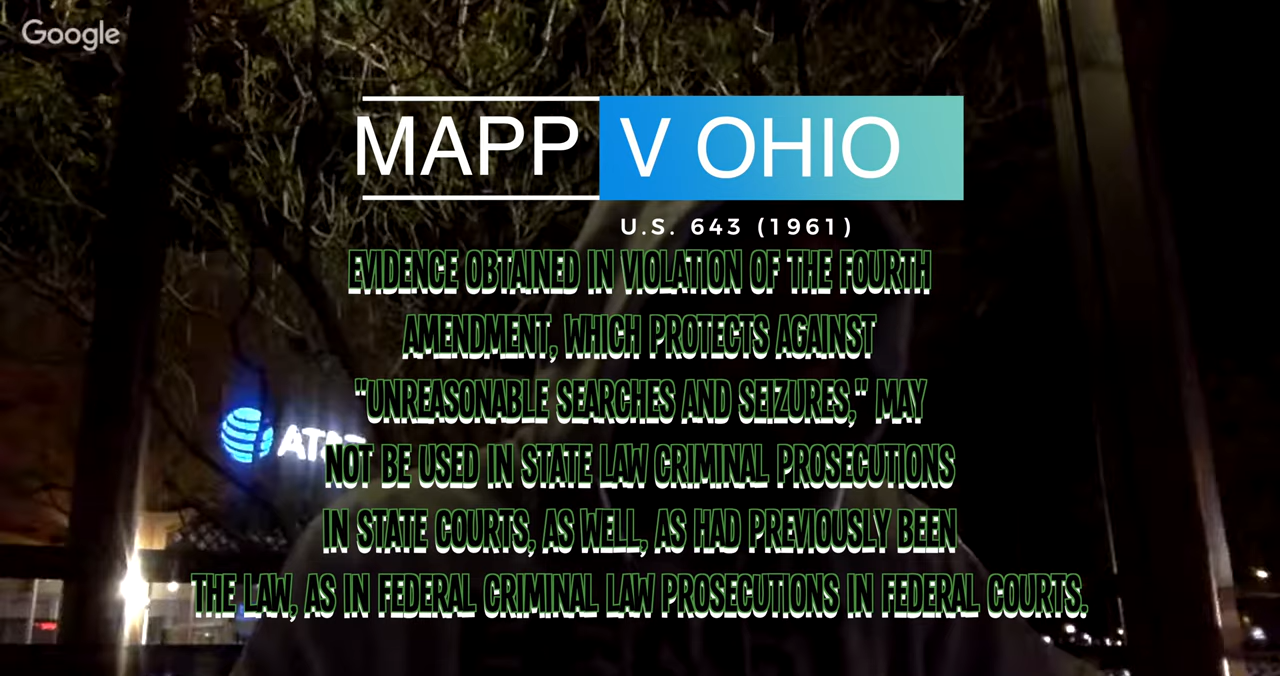 Google
MAPP V OHIO
U.S. 643 (1961)
EVIDENCE OBTAINED IN VIOLATION OF THE FOURTH
AMENDMENT, WHICH PROTECTS AGAINST
"UNREASONABLE SEARCHES AND SEIZURES," MAY
AT&T
NOT BE USED IN STATE LAW CRIMINAL PROSECUTIONS
IN STATE COURTS, AS WELL, AS HAD PREVIOUSLY BEEN
THE LAW, AS IN FEDERAL CRIMINAL LAW PROSECUTIONS IN FEDERAL COURTS.